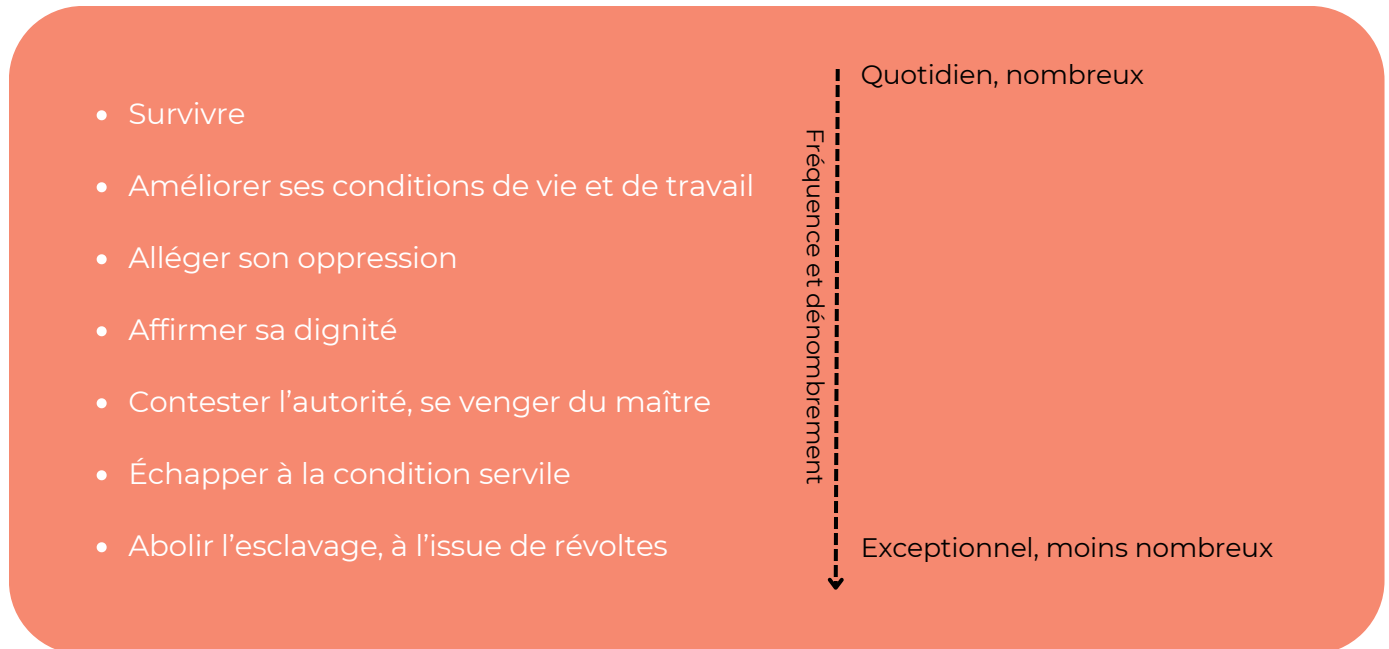 Quotidien, nombreux
• Survivre
• Améliorer ses conditions de vie et de travail
• Alléger son oppression
• Affirmer sa dignité
• Contester l’autorité, se venger du maître
• Échapper à la condition servile
• Abolir l’esclavage, à l’issue de révoltes
Fréquence et dénombrement
Exceptionnel, moins nombreux